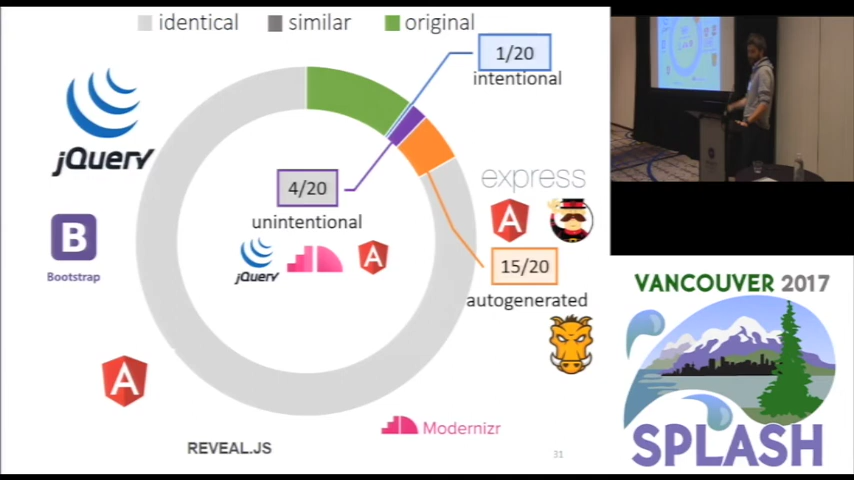 identical similar original
1/20
intentional
jQuery
4/20
unintentional
express
Bootstrap
jQuery
15/20
autogenerated
Modernizr
REVEAL.JS
31
VANCOUVER 2017
SPLASH